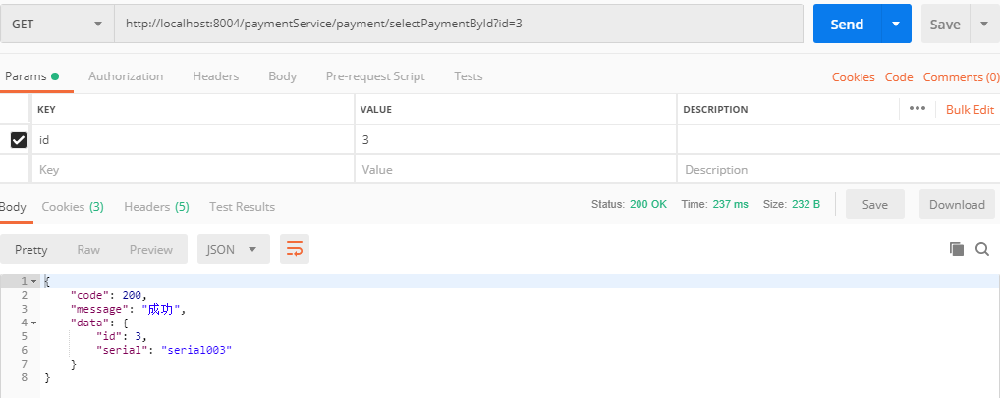 GET http://localhost:8004/paymentService/payment/selectPaymentById?id=3 Send Save
Params Authorization Headers Body Pre-request Script Tests Cookies Code Comments (0)
KEY VALUE DESCRIPTION ••• Bulk Edit
id 3
Key Value Description
Body Cookies (3) Headers (5) Test Results Status: 200 OK Time: 237 ms Size: 232 B Save Download
Pretty Raw Preview JSON
1 {
2 "code": 200,
3 "message": "成功",
4 "data": {
5 "id": 3,
6 "serial": "serial003"
7 }
8 }